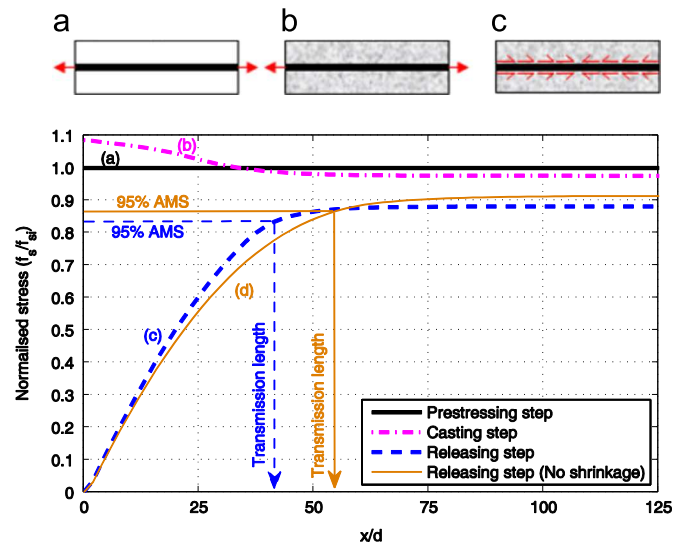 a
b
c
1.1
1.0
0.9
0.8
0.7
0.6
0.5
0.4
0.3
0.2
0.1
0
Normailsed stress (fs/fsi)
(a)
(b)
95% AMS
95% AMS
(c)
(d)
Transmission length
Transmission length
Prestressing step
Casting step
Releasing step
Releasing step (No shrinkage)
0
25
50
75
100
125
x/d